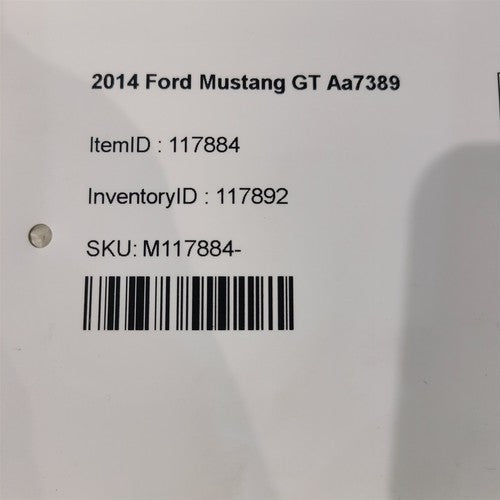 2014 Ford Mustang GT Aa7389
ItemID : 117884
InventoryID : 117892
SKU: M117884-